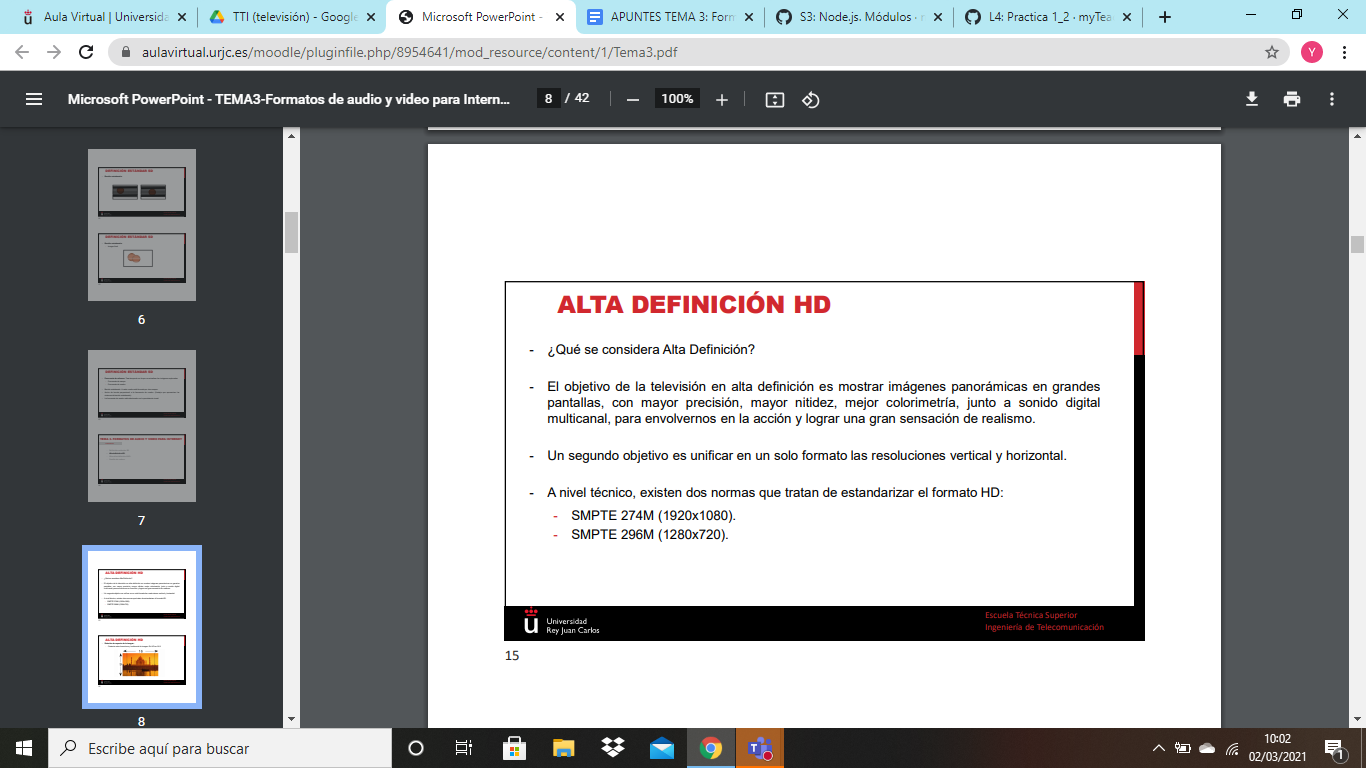 Aula Virtual | Universida
TTI (televisión) - Google
Microsoft PowerPoint -
APUNTES TEMA 3: Form
S3: Node.js. Módulos · m
L4: Practica 1_2 · myTea
aulavirtual.urjc.es/moodle/pluginfile.php/8954641/mod_resource/content/1/Tema3.pdf
Y
Microsoft PowerPoint - TEMA3-Formatos de audio y video para Intern...
8 / 42
100%
6
7
ALTA DEFINICIÓN HD
ALTA DEFINICIÓN HD
8
ALTA DEFINICIÓN HD
- ¿Qué se considera Alta Definición?
- El objetivo de la televisión en alta definición es mostrar imágenes panorámicas en grandes
pantallas, con mayor precisión, mayor nitidez, mejor colorimetría, junto a sonido digital
multicanal, para envolvernos en la acción y lograr una gran sensación de realismo.
- Un segundo objetivo es unificar en un solo formato las resoluciones vertical y horizontal.
- A nivel técnico, existen dos normas que tratan de estandarizar el formato HD:
- SMPTE 274M (1920x1080).
- SMPTE 296M (1280x720).
u
Universidad
Rey Juan Carlos
Escuela Técnica Superior
Ingeniería de Telecomunicación
15
Escribe aquí para buscar
10:02
02/03/2021
1